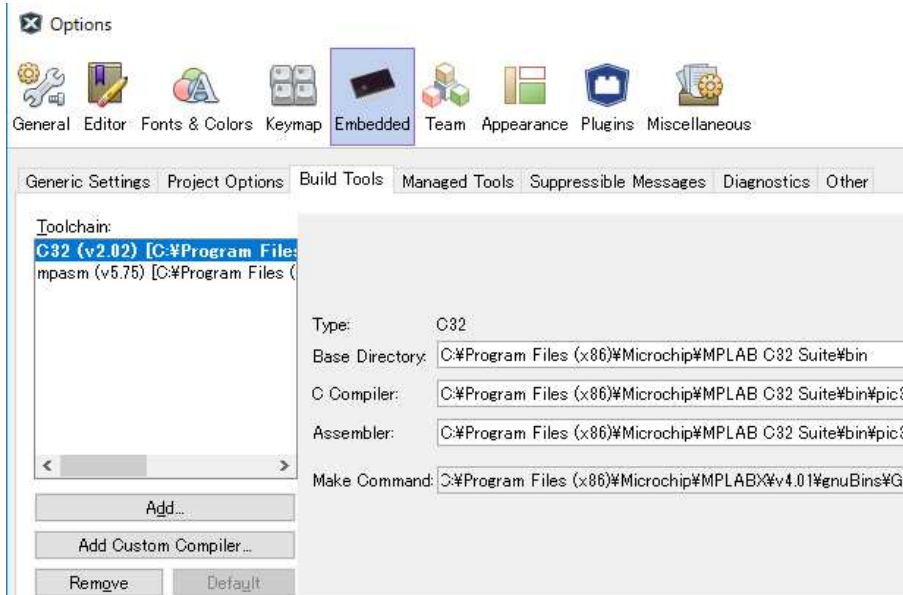 Options
General Editor Fonts & Colors Keymap Embedded Team Appearance Plugins Miscellaneous
Generic Settings Project Options Build Tools Managed Tools Suppressible Messages Diagnostics Other
Toolchain:
C32 (v2.02) [C:¥Program Files
mpasm (v5.75) [C:¥Program Files (
Type: C32
Base Directory: C:¥Program Files (x86)¥Microchip¥MPLAB C32 Suite¥bin
C Compiler: C:¥Program Files (x86)¥Microchip¥MPLAB C32 Suite¥bin¥pic3
Assembler: C:¥Program Files (x86)¥Microchip¥MPLAB C32 Suite¥bin¥pic3
Make Command: C:¥Program Files (x86)¥Microchip¥MPLABX¥v4.01¥gnuBins¥G
Add...
Add Custom Compiler...
Remove Default